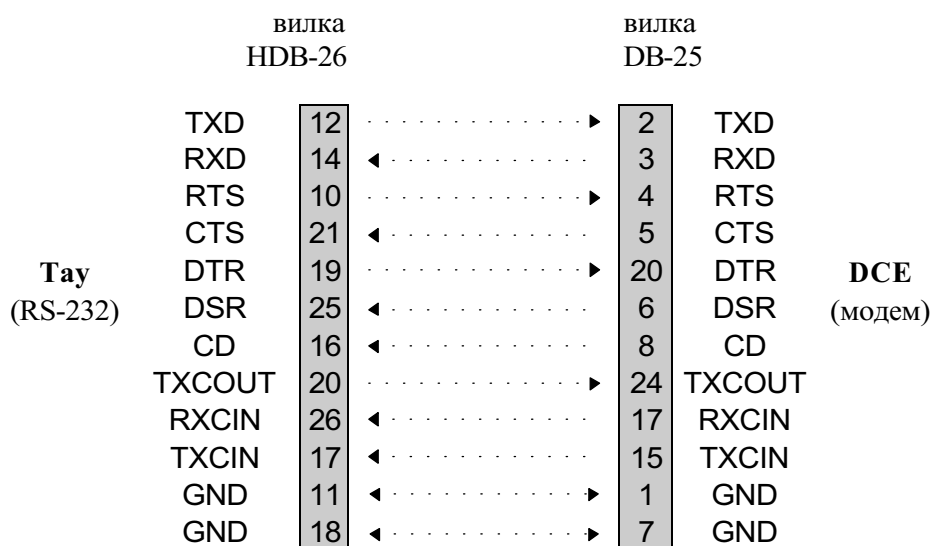 вилка вилка
HDB-26 DB-25
TXD 12 2 TXD
RXD 14 3 RXD
RTS 10 4 RTS
CTS 21 5 CTS
Тау DTR 19 20 DTR DCE
(RS-232) DSR 25 6 DSR (модем)
CD 16 8 CD
TXCOUT 20 24 TXCOUT
RXCIN 26 17 RXCIN
TXCIN 17 15 TXCIN
GND 11 1 GND
GND 18 7 GND